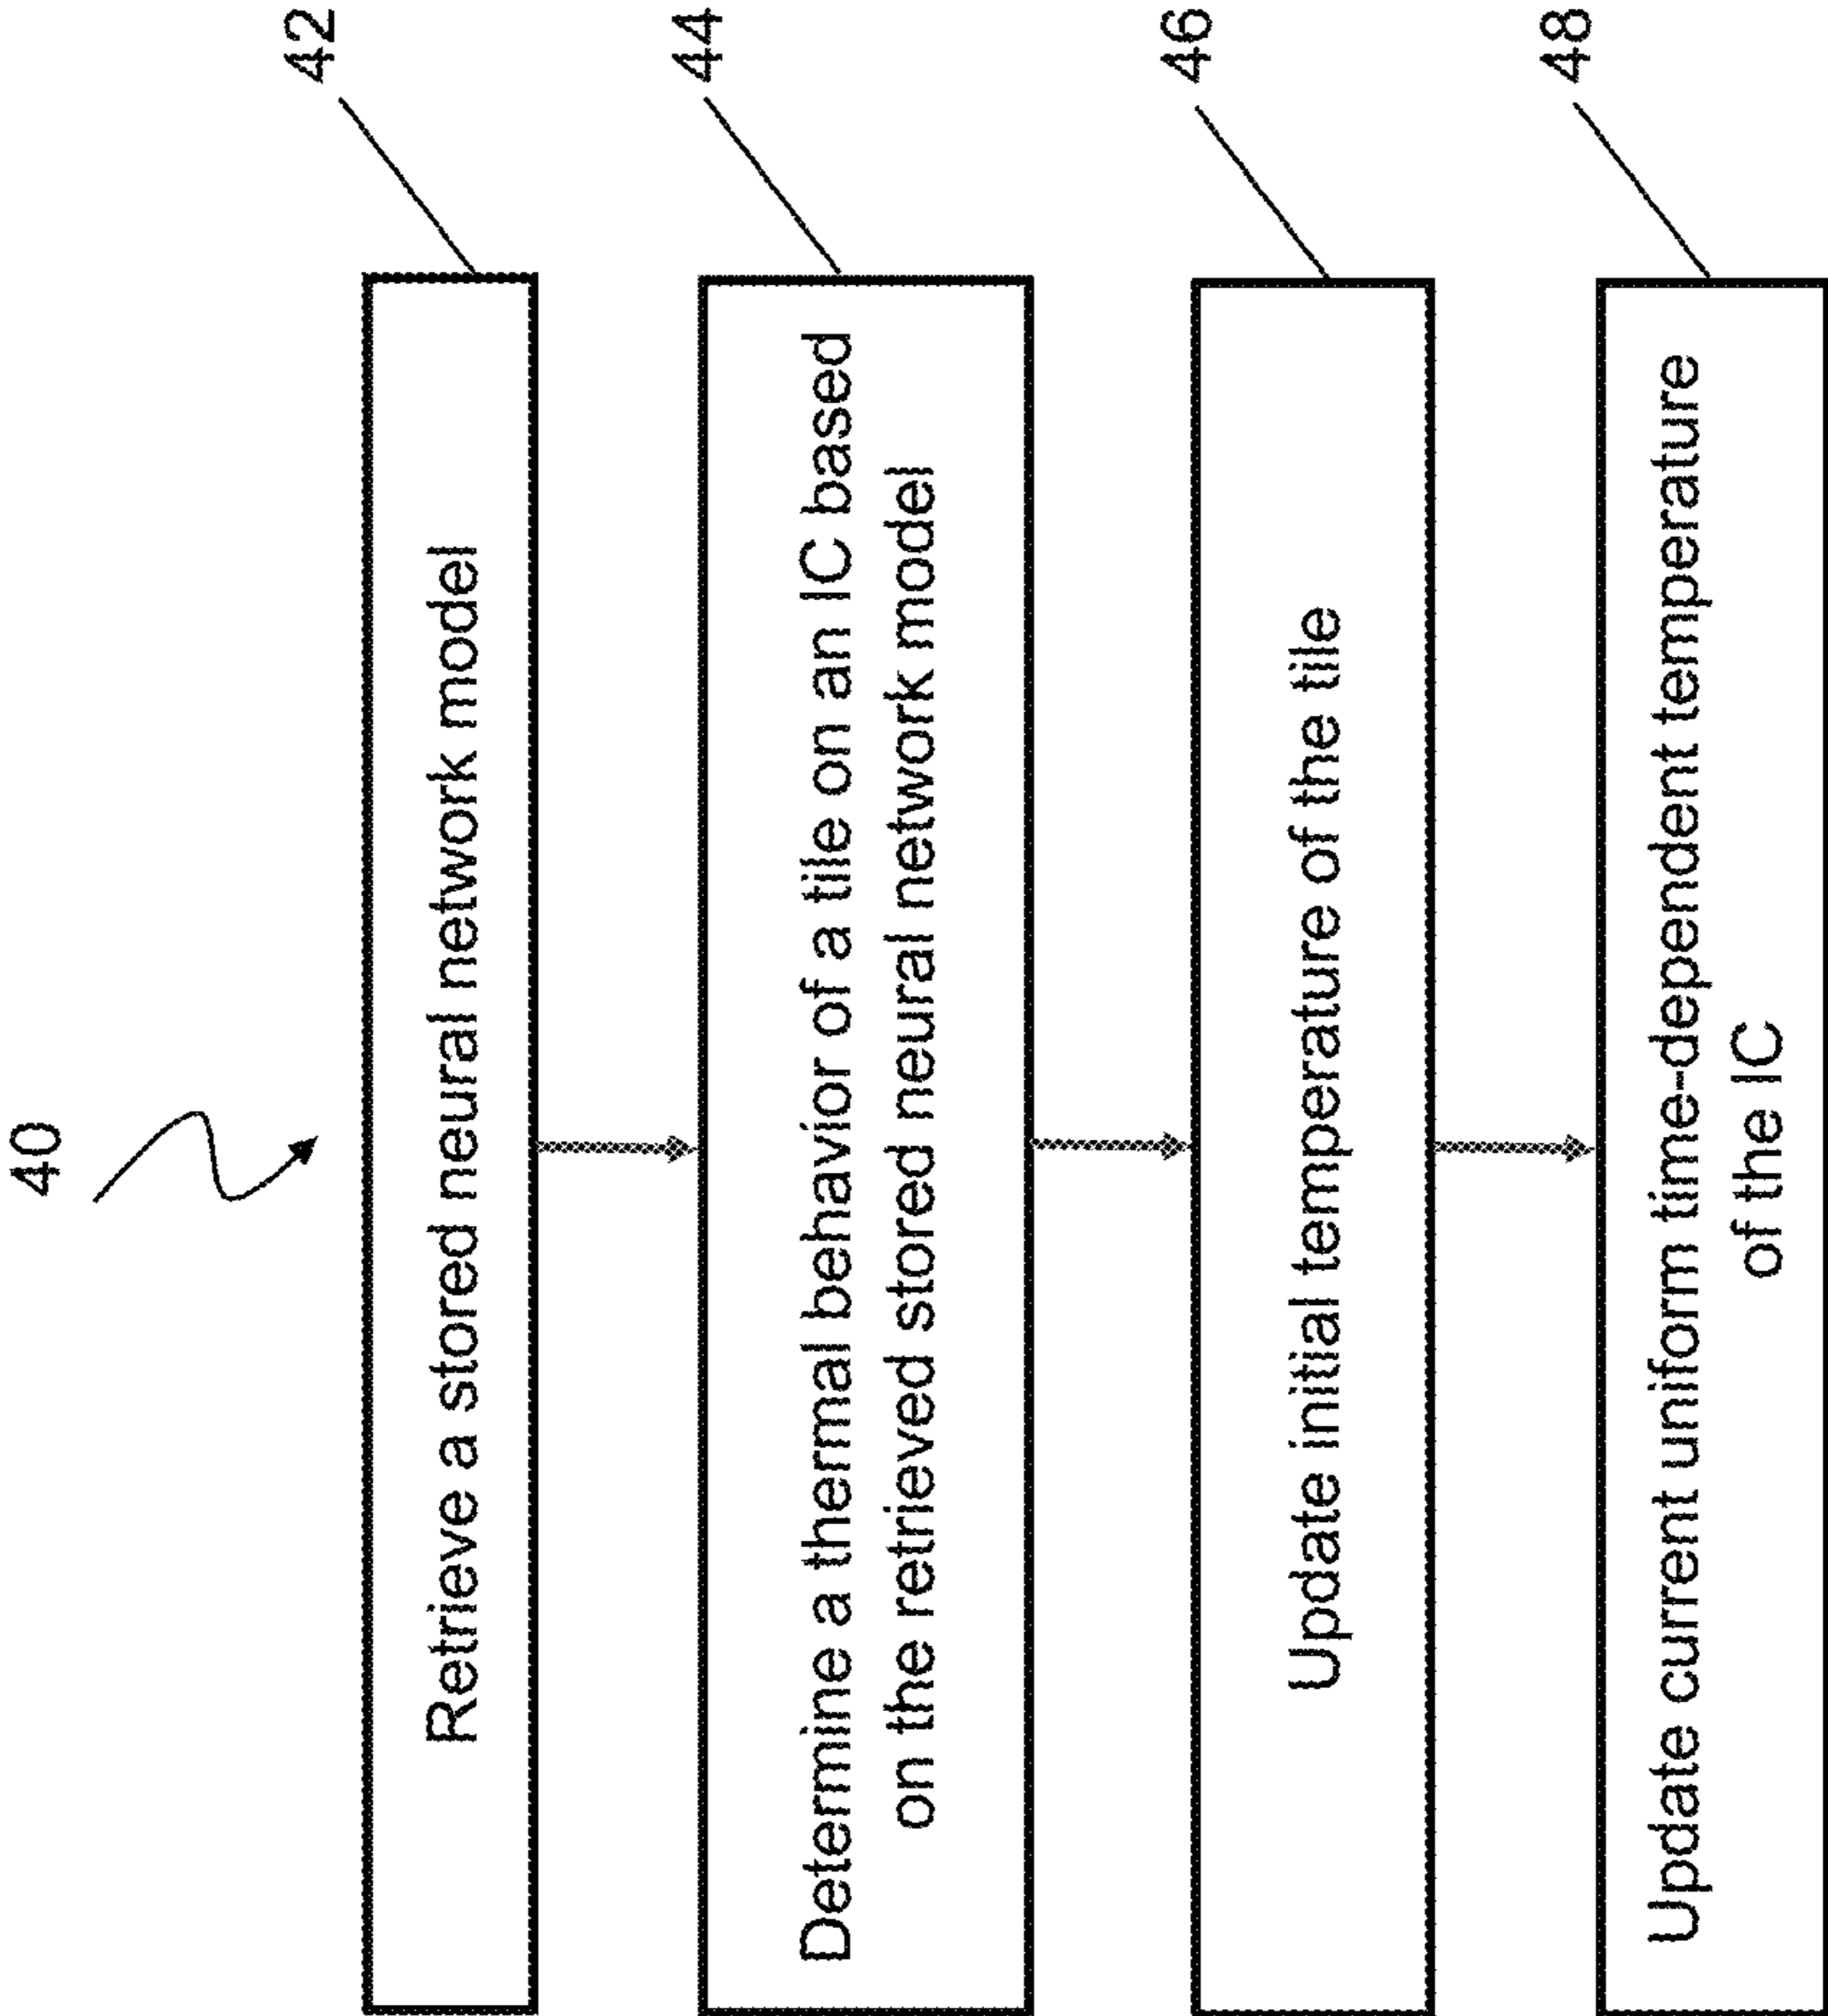 40
42
Retrieve a stored neural network model
44
Determine a thermal behavior of a tile on an IC based
on the retrieved stored neural network model
46
Update initial temperature of the tile
48
Update current uniform time-dependent temperature
of the IC